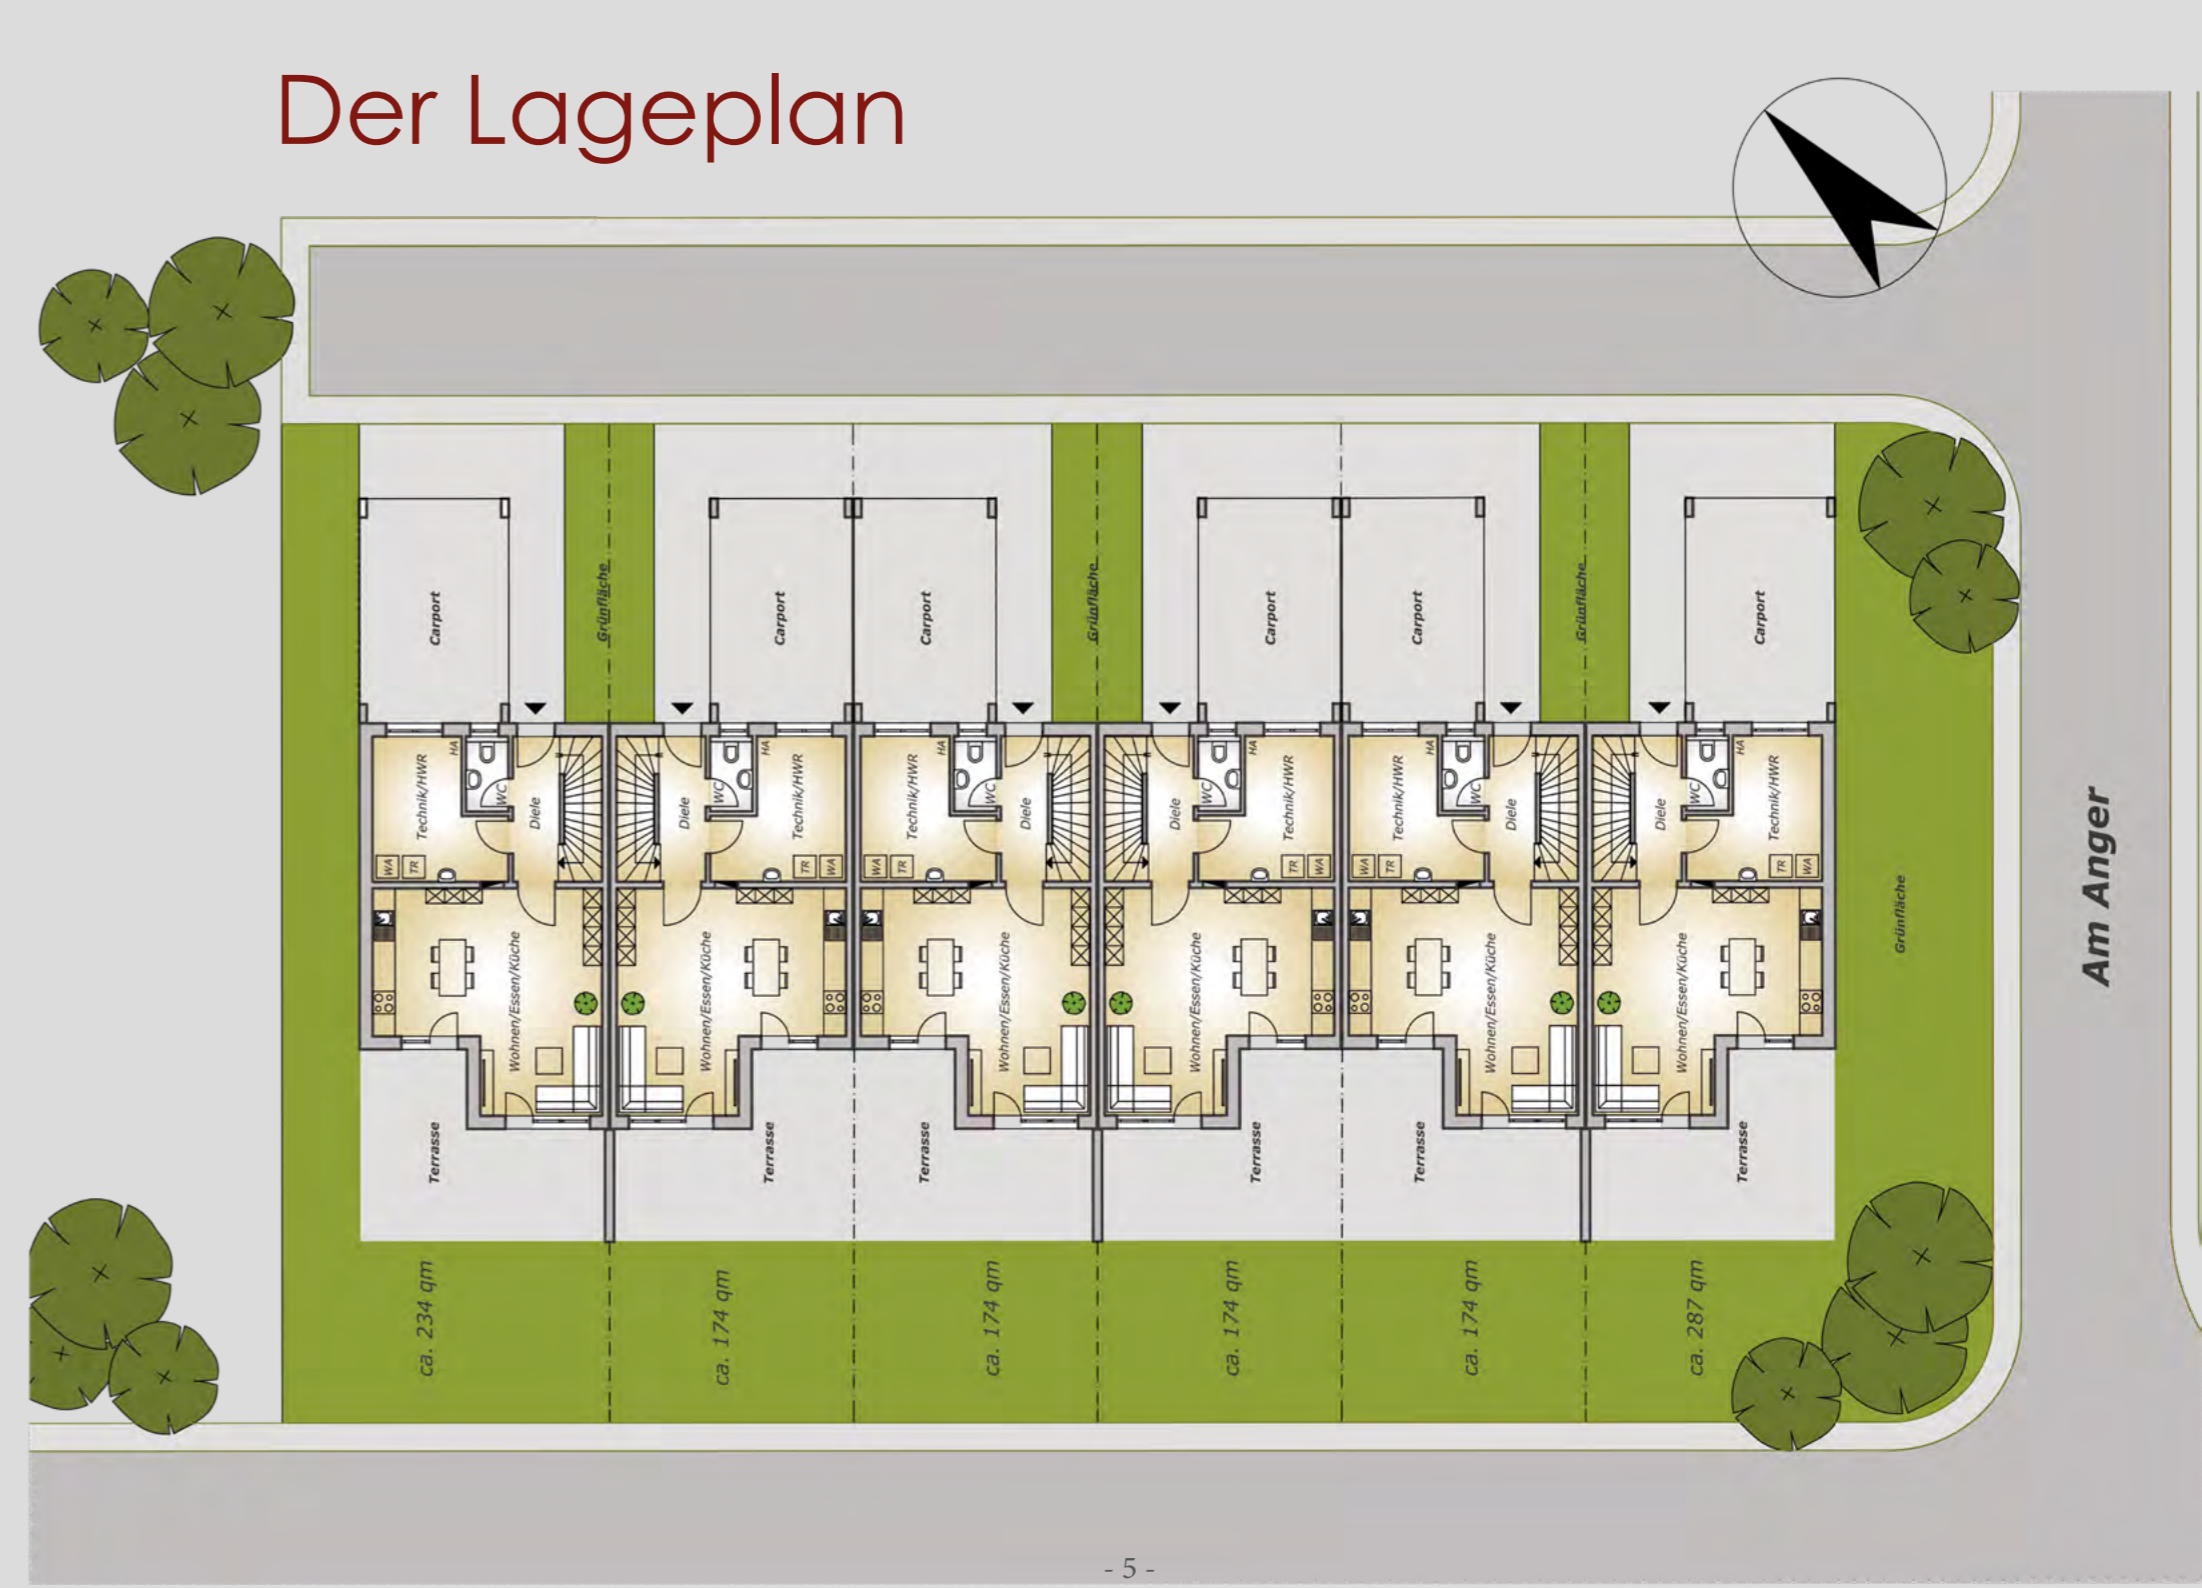 Der Lageplan
Grünfläche
Grünfläche
Grünfläche
Carport
Carport
Carport
Carport
Carport
Carport
HA
HA
HA
HA
HA
HA
Technik/HWR
WC
Diele
Diele
WC
Technik/HWR
Technik/HWR
WC
Diele
Diele
WC
Technik/HWR
Technik/HWR
WC
Diele
Diele
WC
Technik/HWR
WA
TR
TR
WA
WA
TR
TR
WA
WA
TR
TR
WA
Wohnen/Essen/Küche
Wohnen/Essen/Küche
Wohnen/Essen/Küche
Wohnen/Essen/Küche
Wohnen/Essen/Küche
Wohnen/Essen/Küche
Grünfläche
Am Anger
Terrasse
Terrasse
Terrasse
Terrasse
Terrasse
Terrasse
ca. 234 qm
ca. 174 qm
ca. 174 qm
ca. 174 qm
ca. 174 qm
ca. 287 qm
- 5 -